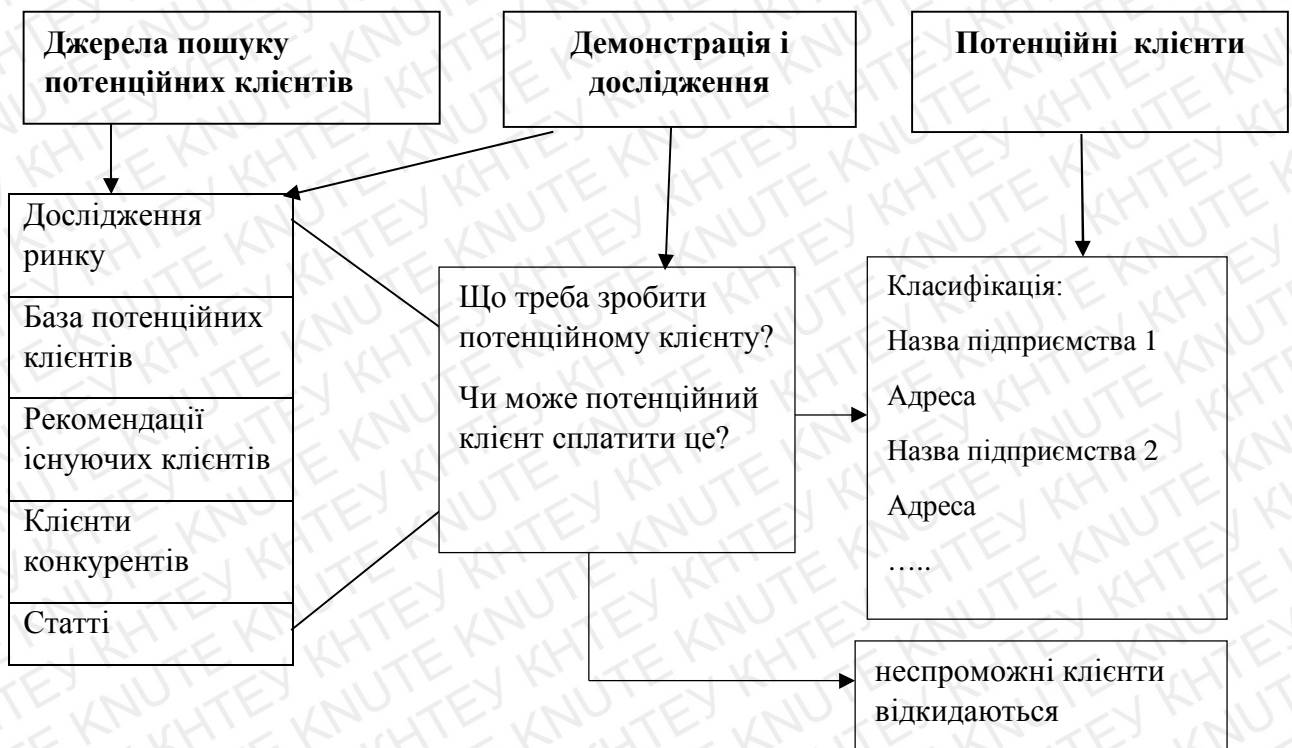 Джерела пошуку
потенційних клієнтів
Демонстрація і
дослідження
Потенційні клієнти
Дослідження
ринку
База потенційних
клієнтів
Рекомендації
існуючих клієнтів
Клієнти
конкурентів
Статті
Що треба зробити
потенційному клієнту?
Чи може потенційний
клієнт сплатити це?
Класифікація:
Назва підприємства 1
Адреса
Назва підприємства 2
Адреса
…..
неспроможні клієнти
відкидаються